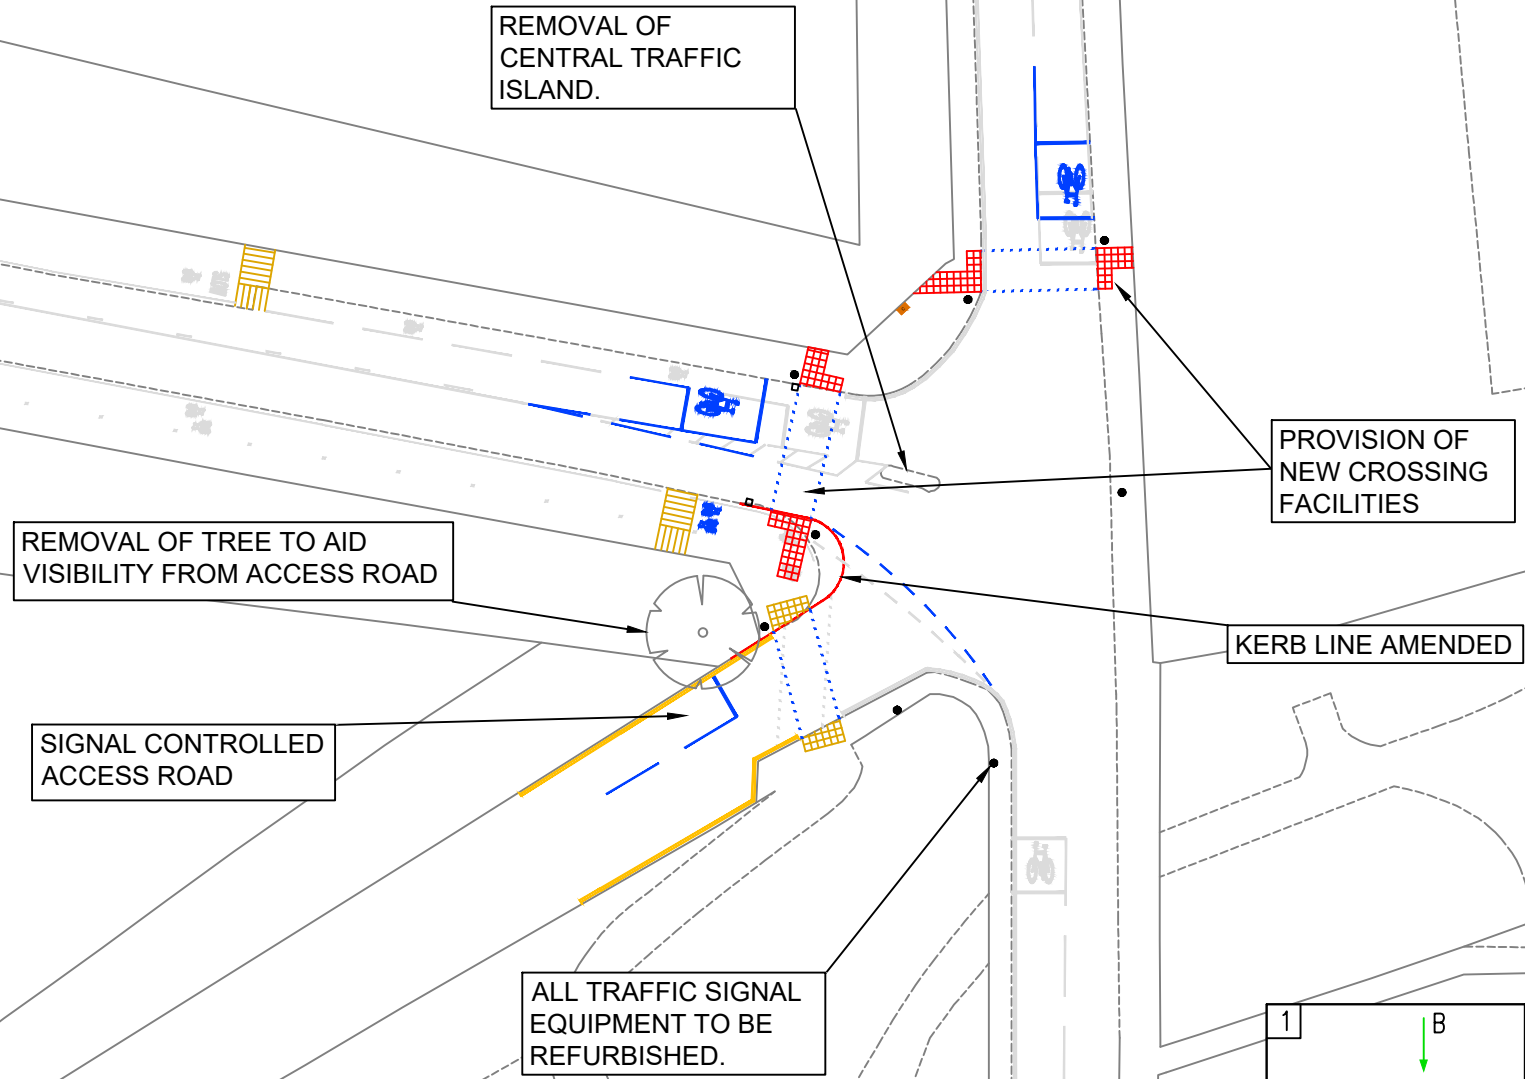 REMOVAL OF
CENTRAL TRAFFIC
ISLAND.
PROVISION OF
NEW CROSSING
FACILITIES
REMOVAL OF TREE TO AID
VISIBILITY FROM ACCESS ROAD
KERB LINE AMENDED
SIGNAL CONTROLLED
ACCESS ROAD
ALL TRAFFIC SIGNAL
EQUIPMENT TO BE
REFURBISHED.
1
B